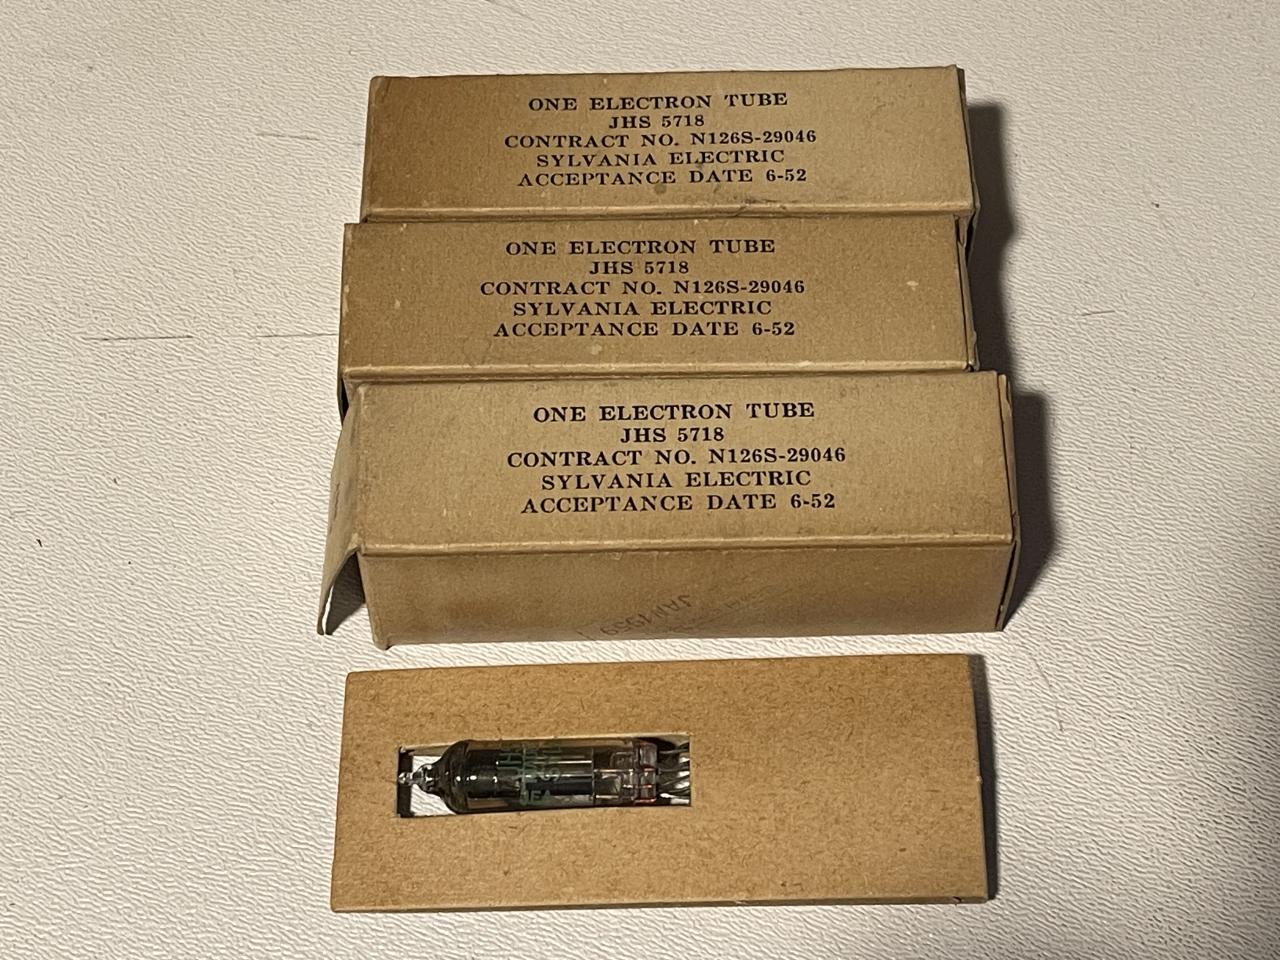 ONE ELECTRON TUBE
JHS 5718
CONTRACT NO. N126S-29046
SYLVANIA ELECTRIC
ACCEPTANCE DATE 6-52
ONE ELECTRON TUBE
JHS 5718
CONTRACT NO. N126S-29046
SYLVANIA ELECTRIC
ACCEPTANCE DATE 6-52
ONE ELECTRON TUBE
JHS 5718
CONTRACT NO. N126S-29046
SYLVANIA ELECTRIC
ACCEPTANCE DATE 6-52
JAN 1959